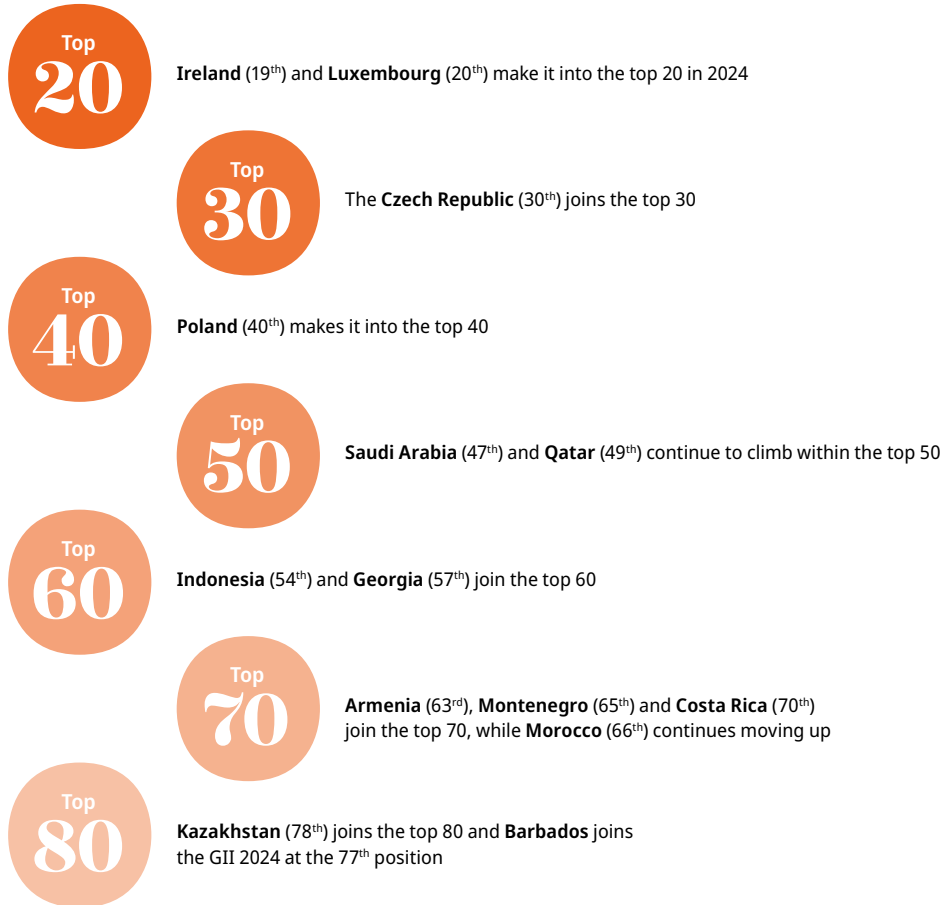 Top
20
Ireland (19th) and Luxembourg (20th) make it into the top 20 in 2024
Top
30
The Czech Republic (30th) joins the top 30
Top
40
Poland (40th) makes it into the top 40
Top
50
Saudi Arabia (47th) and Qatar (49th) continue to climb within the top 50
Top
60
Indonesia (54th) and Georgia (57th) join the top 60
Top
70
Armenia (63rd), Montenegro (65th) and Costa Rica (70th)
join the top 70, while Morocco (66th) continues moving up
Top
80
Kazakhstan (78th) joins the top 80 and Barbados joins
the GII 2024 at the 77th position